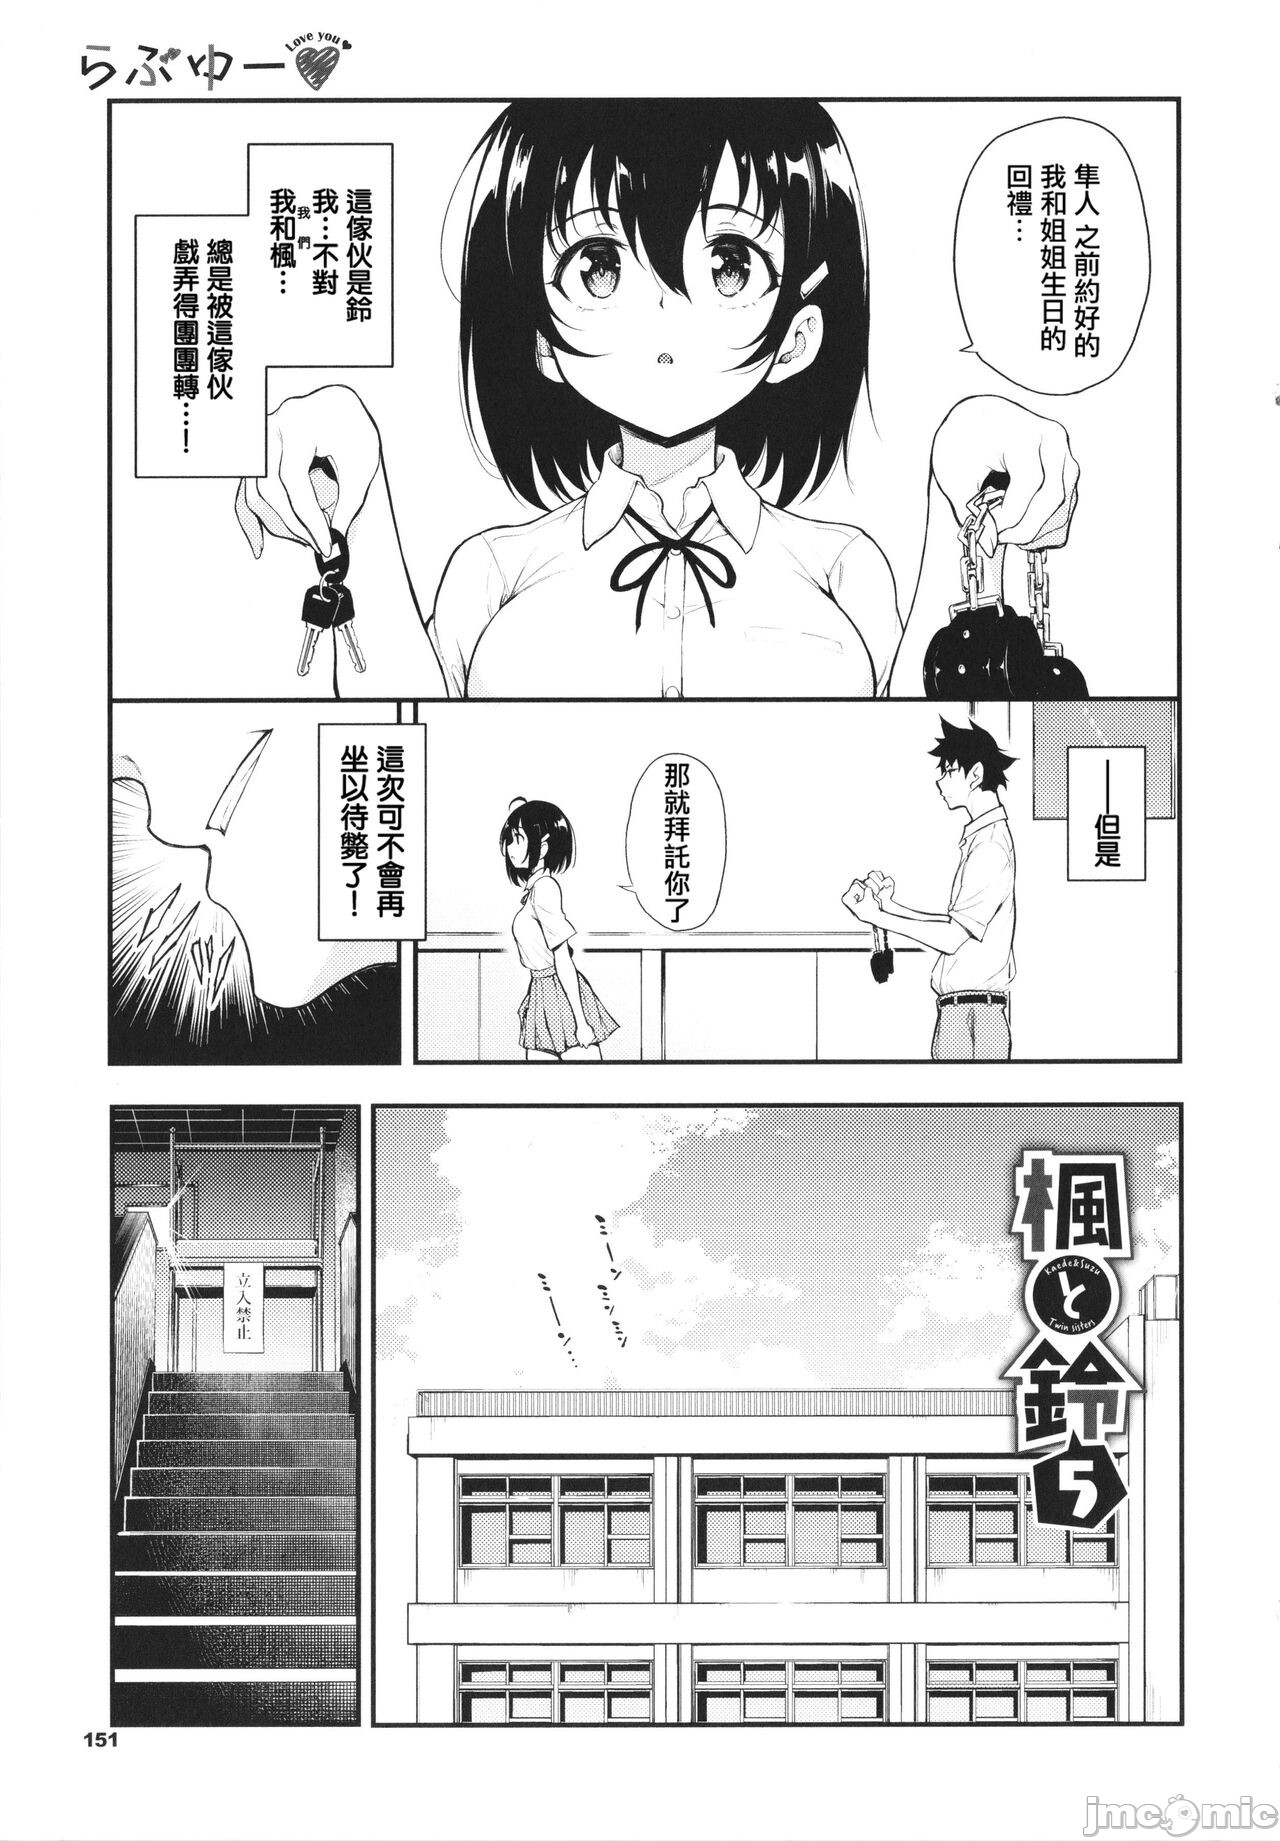 らぶゆー
Love you
隼人 之前約好的
我和姐姐生日的
回禮…
這傢伙是鈴
我…不對
我和楓…
我們
總是被這傢伙
戲弄得團團轉…！
——但是
那就拜託你了
這次可不會再
坐以待斃了！
楓と鈴5
Kaede&Suzu
Twin sisters
立入禁止
151
jmcomic